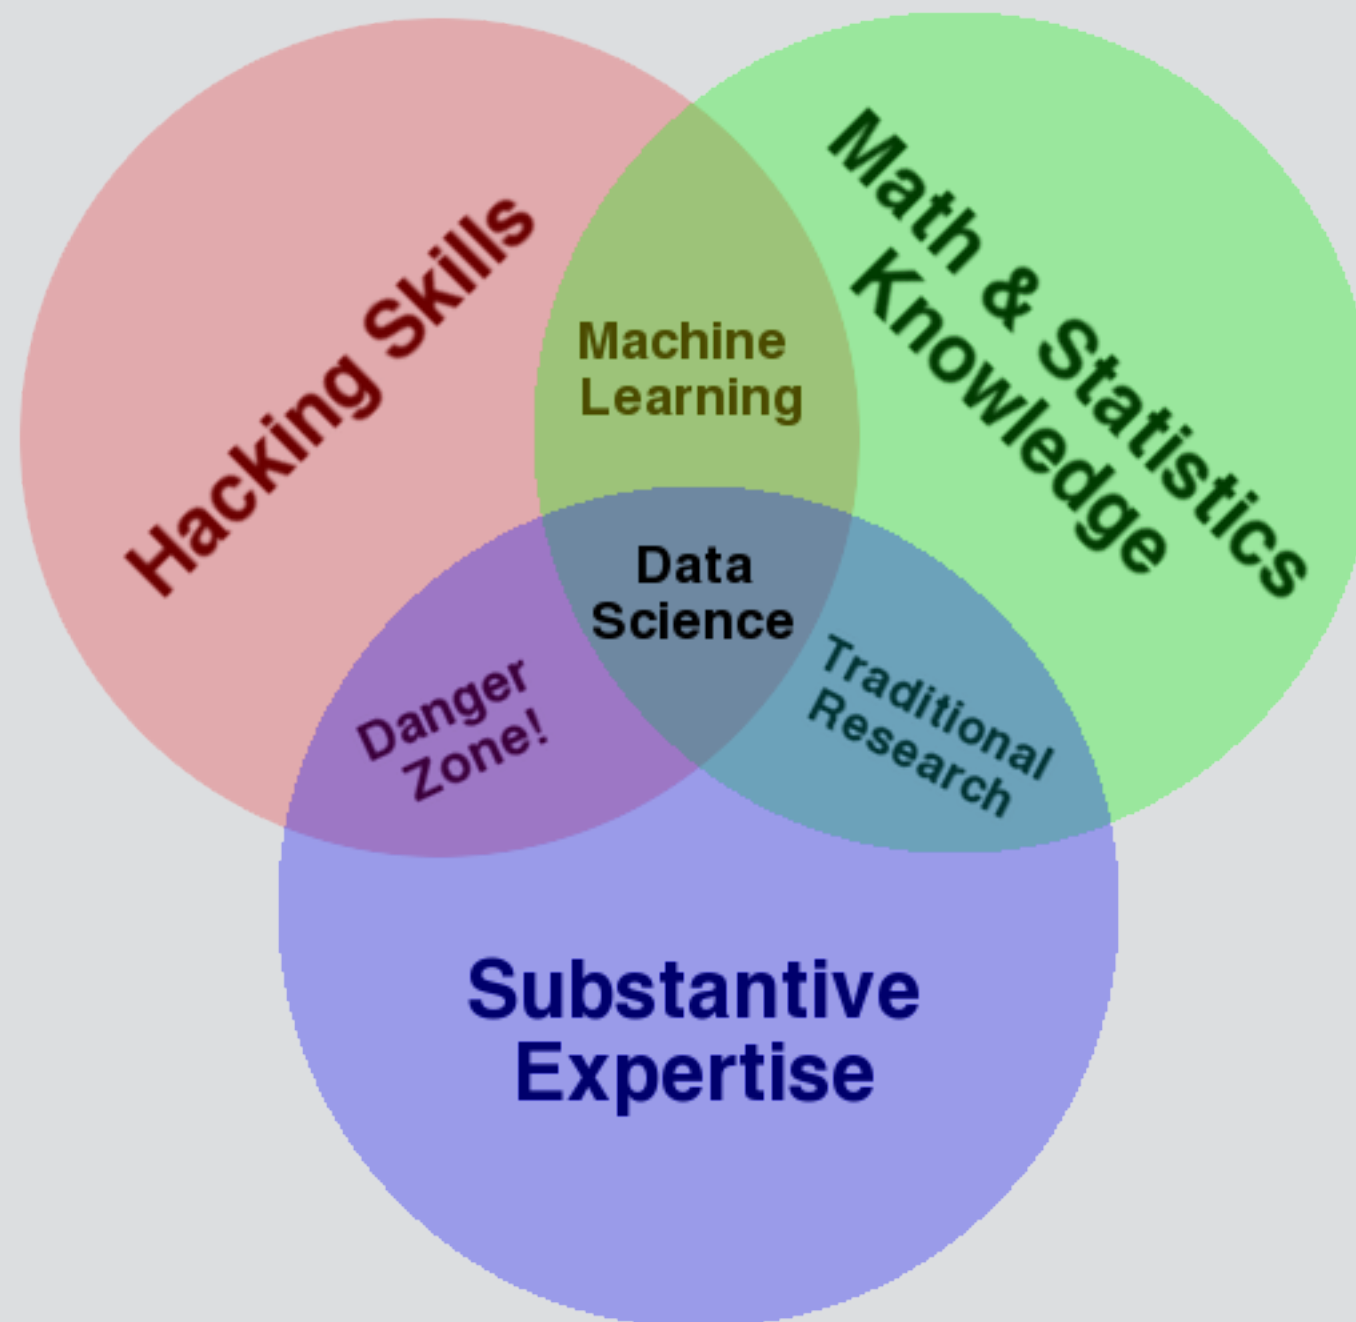 Hacking Skills
Math & Statistics
Knowledge
Machine
Learning
Data
Science
Danger
Zone!
Traditional
Research
Substantive
Expertise